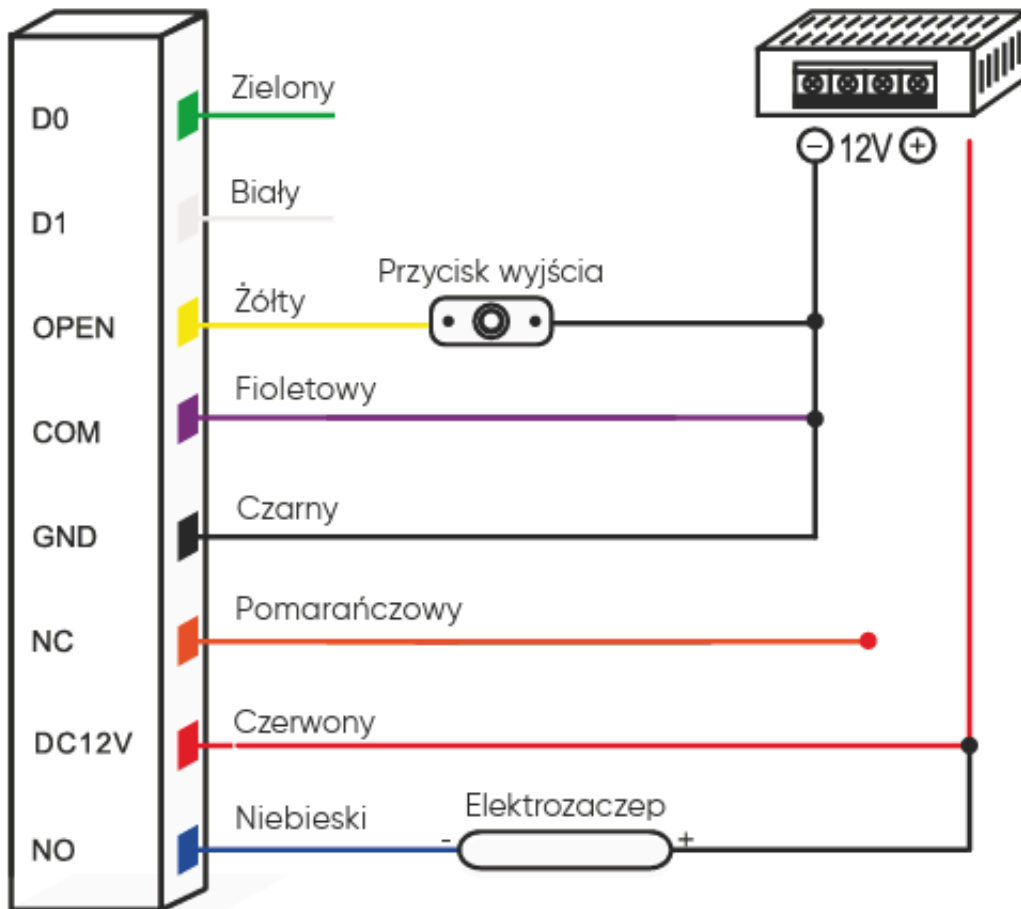 D0
Zielony
− 12V +
D1
Biały
Przycisk wyjścia
OPEN
Żółty
COM
Fioletowy
GND
Czarny
NC
Pomarańczowy
DC12V
Czerwony
NO
Niebieski
Elektrozaczep
- +